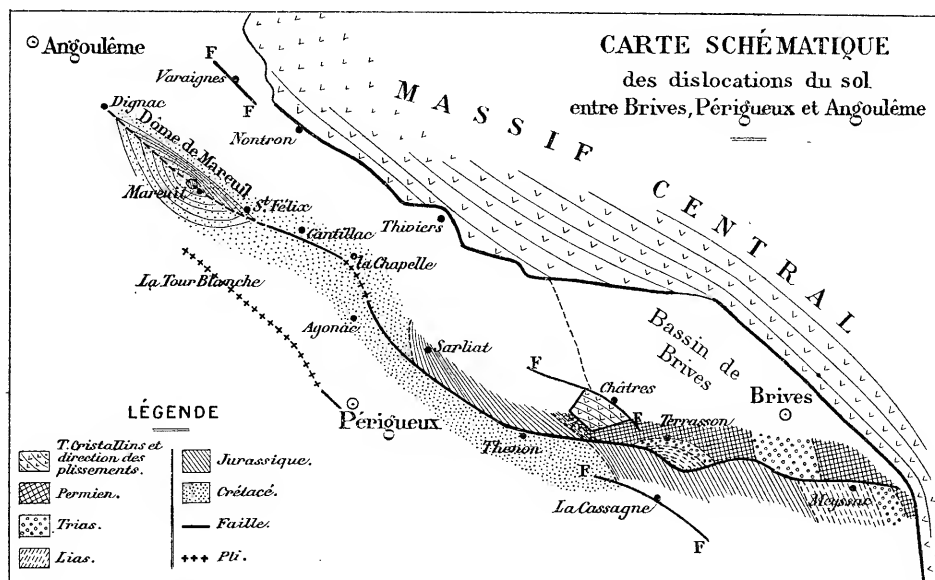 CARTE SCHÉMATIQUE
des dislocations du sol
entre Brives, Périgueux et Angoulême
Angoulême
F
Varaignes
F
Dignac
Dôme de Mareuil
Nontron
Mareuil
St Félix
Cantillac
Thiviers
la Chapelle
La Tour Blanche
Agonac
Sarliat
MASSIF CENTRAL
Bassin de
Brives
F
Châtres
F
Brives
Périgueux
Terrasson
Thenon
F
La Cassagne
F
Meyssac
LÉGENDE
T. Cristallins et
direction des
plissements.
Permien.
Trias.
Lias.
Jurassique.
Crétacé.
Faille.
Pli.